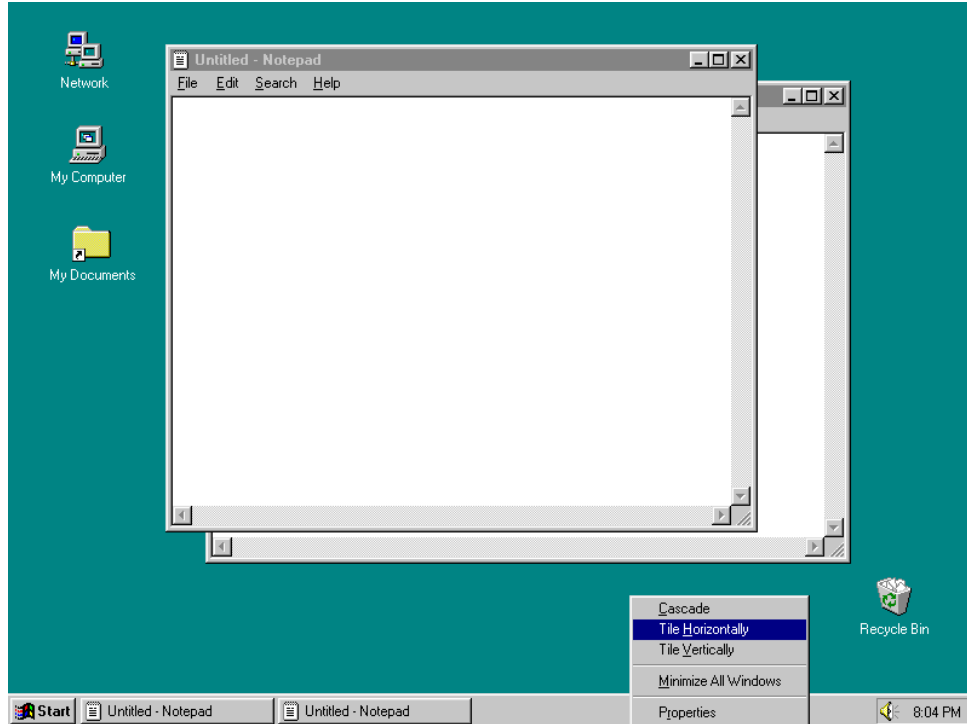 Network
My Computer
My Documents
Untitled - Notepad
File Edit Search Help
Recycle Bin
Cascade
Tile Horizontally
Tile Vertically
Minimize All Windows
Properties
Start Untitled - Notepad Untitled - Notepad 8:04 PM